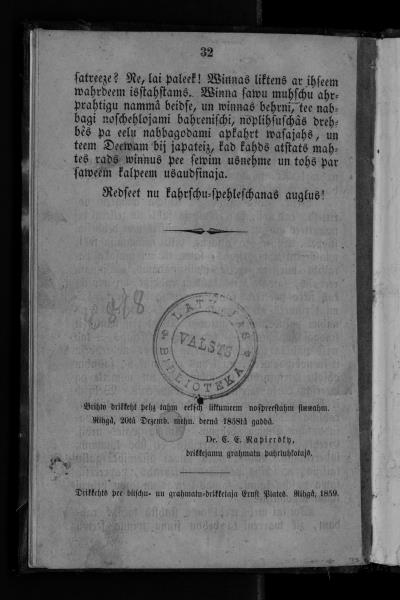 32
satreeze? Ne, lai paleek! Winnas liktens ar ihseem
wahrdeem isstahstams. Winna sawu muhschu ahr-
prahtigu nammâ beidse, un winnas behrni, tee nab-
bagi noschehlojami bahrenischi, noplihsuschâs dreh-
bês pa eelu nabbagodami apkahrt wasajahs, un
teem Deewam bij japateiz, kad kahds atstats mah-
tes rads winnus pee sewim usnehme un tohs par
saweem kalpeem usaudsinaja.
Redseet nu kahrschu-spehleschanas auglus!
LATVIJAS
VALSTS
BIBLIOTEKA
Brihw drikkeht pehz tahm eeksch likkumeem nospreestahm sinnahm.
Rihgâ, 20tâ Dezemb. mehn. deenâ 1858tâ gaddâ.
Dr. C. E. Napiersky,
drikkejamu grahmatu pahrluhkotajs.
Drikkehts pee bilschu- un grahmatu-drikketaja Ernst Plates. Rihgâ, 1859.